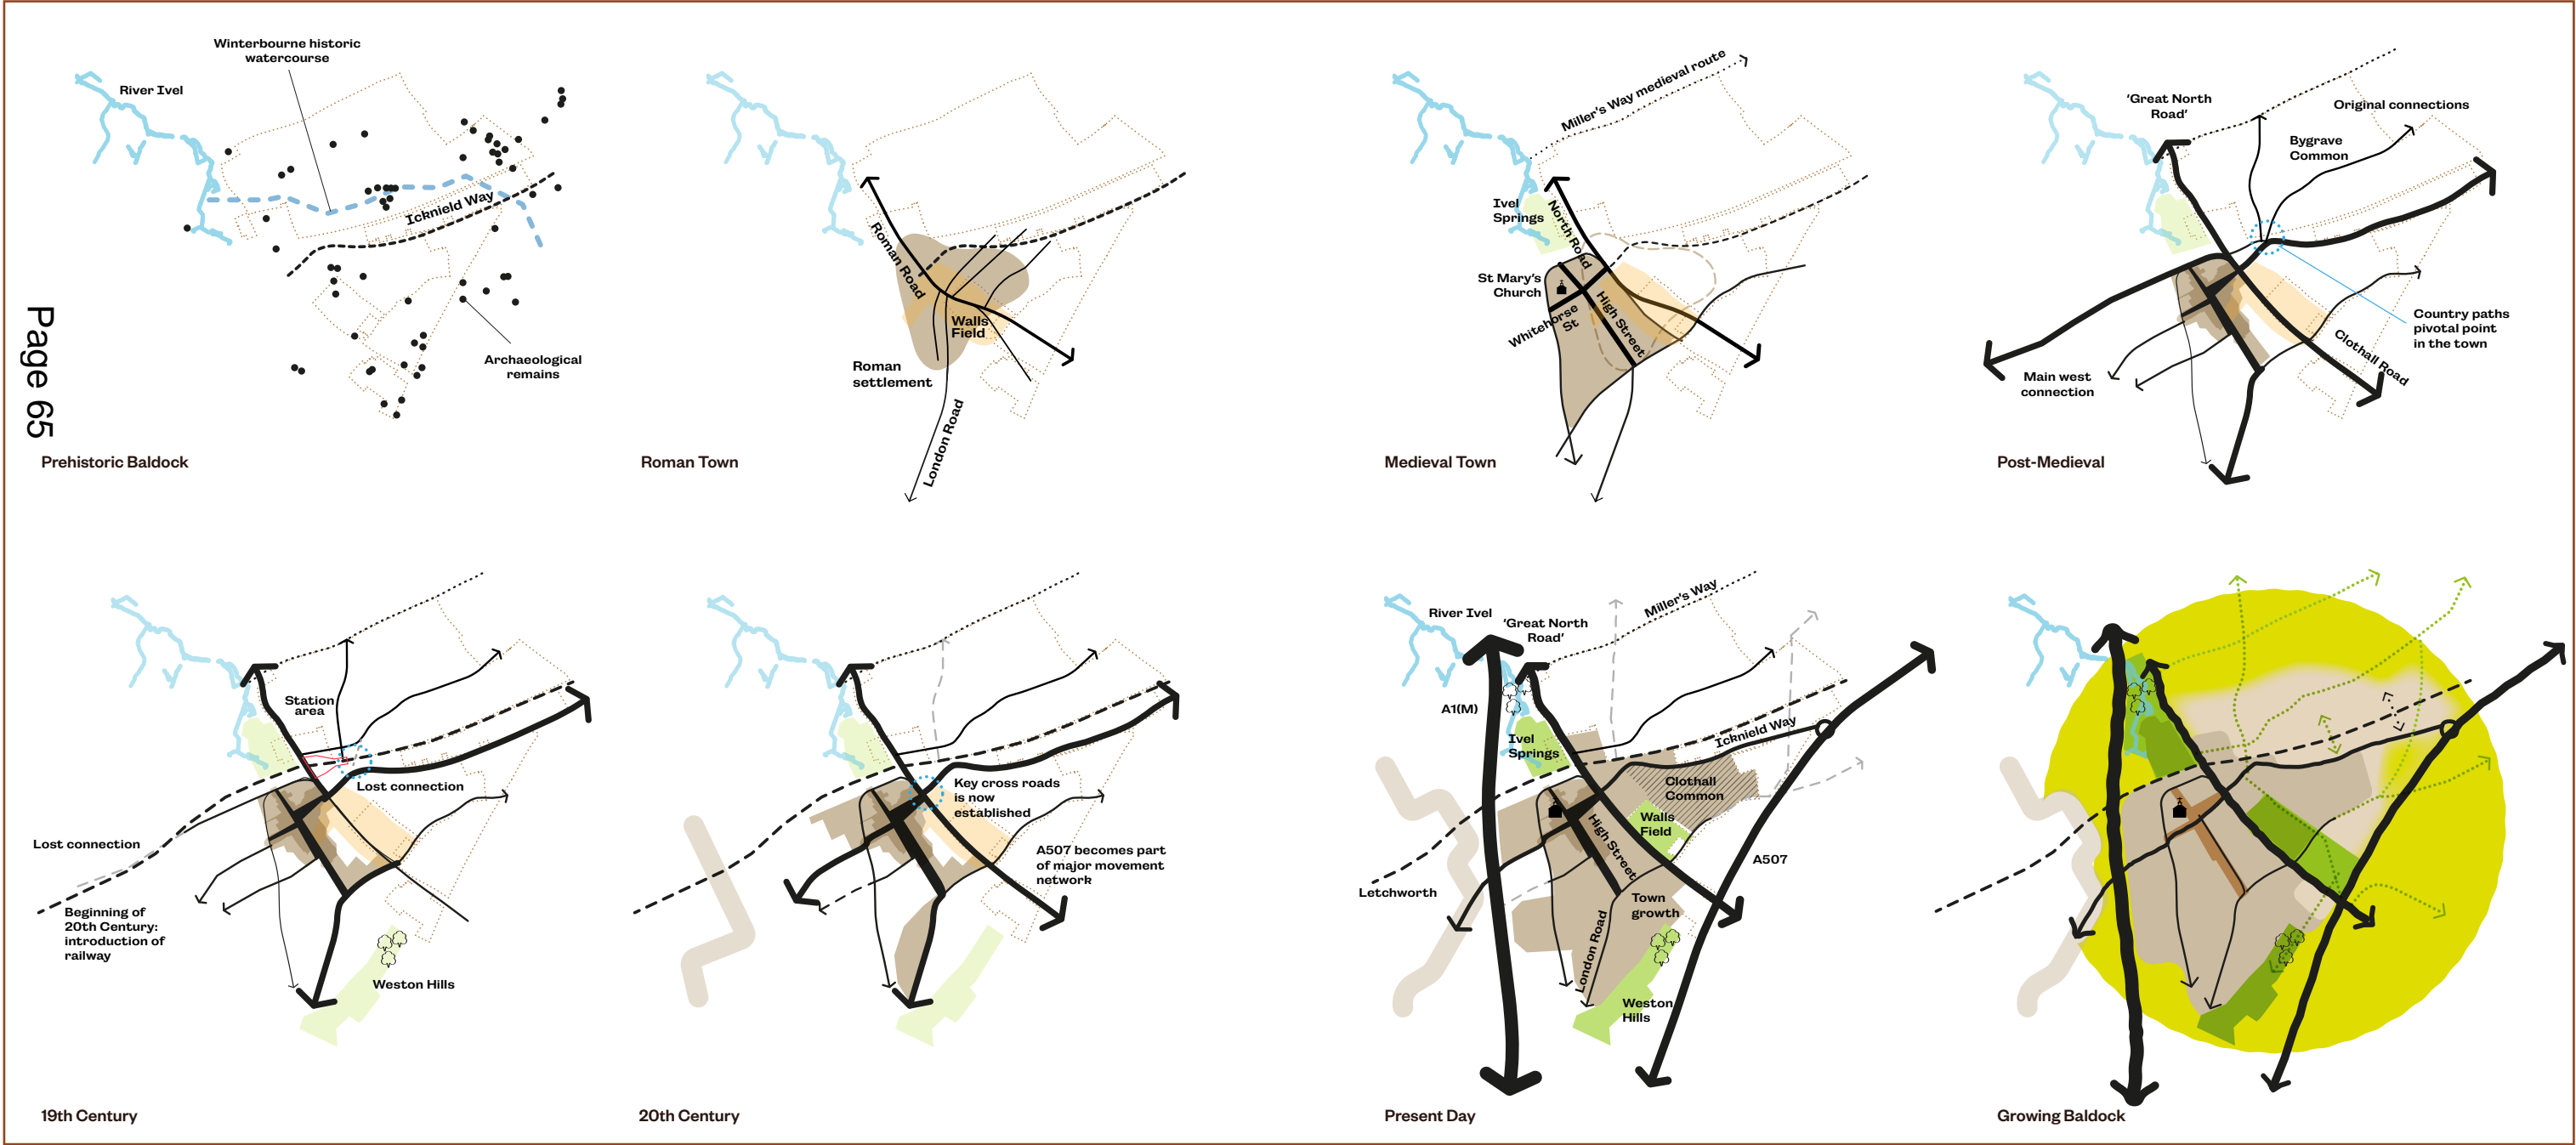 Page 65
Winterbourne historic
watercourse
River Ivel
Icknield Way
Archaeological
remains
Prehistoric Baldock
Roman Road
Walls
Field
Roman
settlement
London Road
Roman Town
Miller's Way medieval route
Ivel
Springs
North Road
St Mary's
Church
High Street
Whitehorse
St
Medieval Town
'Great North
Road'
Original connections
Bygrave
Common
Country paths
pivotal point
in the town
Clothall Road
Main west
connection
Post-Medieval
Station
area
Lost connection
Lost connection
Beginning of
20th Century:
introduction of
railway
Weston Hills
19th Century
Key cross roads
is now
established
A507 becomes part
of major movement
network
20th Century
Miller's Way
River Ivel
'Great North
Road'
A1(M)
Ivel
Springs
Icknield Way
Clothall
Common
Walls
Field
High Street
A507
Letchworth
Town
growth
London Road
Weston
Hills
Present Day
Growing Baldock